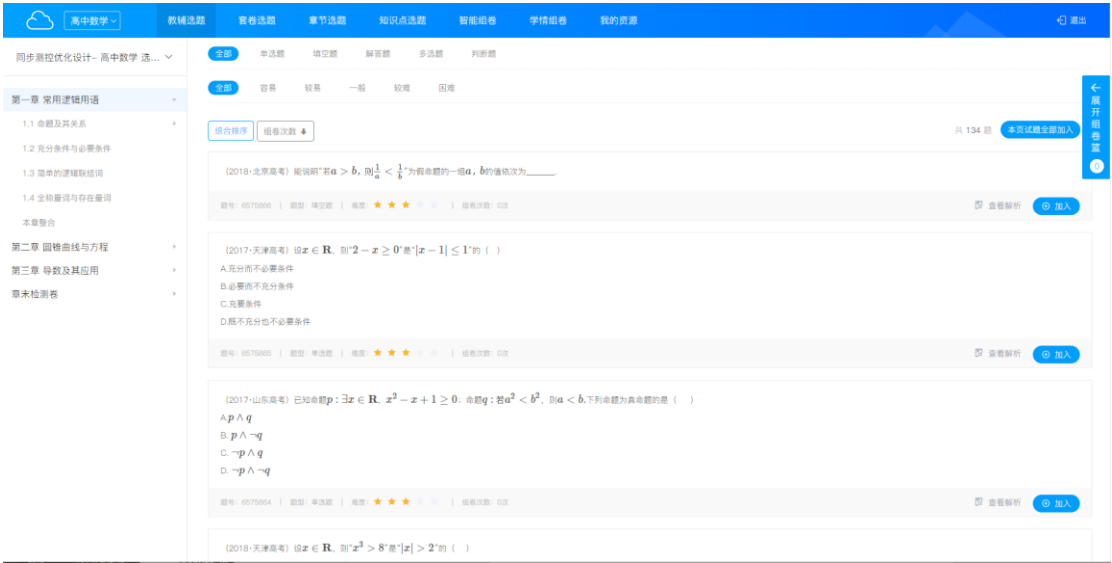 高中数学 教辅选题 套卷选题 章节选题 知识点选题 智能组卷 学情组卷 我的资源 退出
同步测控优化设计- 高中数学 选...
第一章 常用逻辑用语
1.1 命题及其关系
1.2 充分条件与必要条件
1.3 简单的逻辑联结词
1.4 全称量词与存在量词
本章整合
第二章 圆锥曲线与方程
第三章 导数及其应用
章末检测卷
全部 单选题 填空题 解答题 多选题 判断题
全部 容易 较易 一般 较难 困难
综合排序 组卷次数
共 134 题 本页试题全部加入
(2018·北京高考) 能说明"若a > b, 则1/a < 1/b"为假命题的一组a, b的值依次为______.
题号: 6575866 | 题型: 填空题 | 难度: ★ ★ ★ | 组卷次数: 0次 查看解析 加入
(2017·天津高考) 设x ∈ R, 则"2 − x ≥ 0"是"|x − 1| ≤ 1"的 ( )
A.充分而不必要条件
B.必要而不充分条件
C.充要条件
D.既不充分也不必要条件
题号: 6575865 | 题型: 单选题 | 难度: ★ ★ ★ | 组卷次数: 0次 查看解析 加入
(2017·山东高考) 已知命题p : ∃x ∈ R, x² − x + 1 ≥ 0; 命题q : 若a² < b², 则a < b.下列命题为真命题的是 ( )
A.p ∧ q
B. p ∧ ¬q
C. ¬p ∧ q
D. ¬p ∧ ¬q
题号: 6575864 | 题型: 单选题 | 难度: ★ ★ ★ | 组卷次数: 0次 查看解析 加入
(2018·天津高考) 设x ∈ R, 则"x³ > 8"是"|x| > 2"的 ( )
展开组卷篮
0